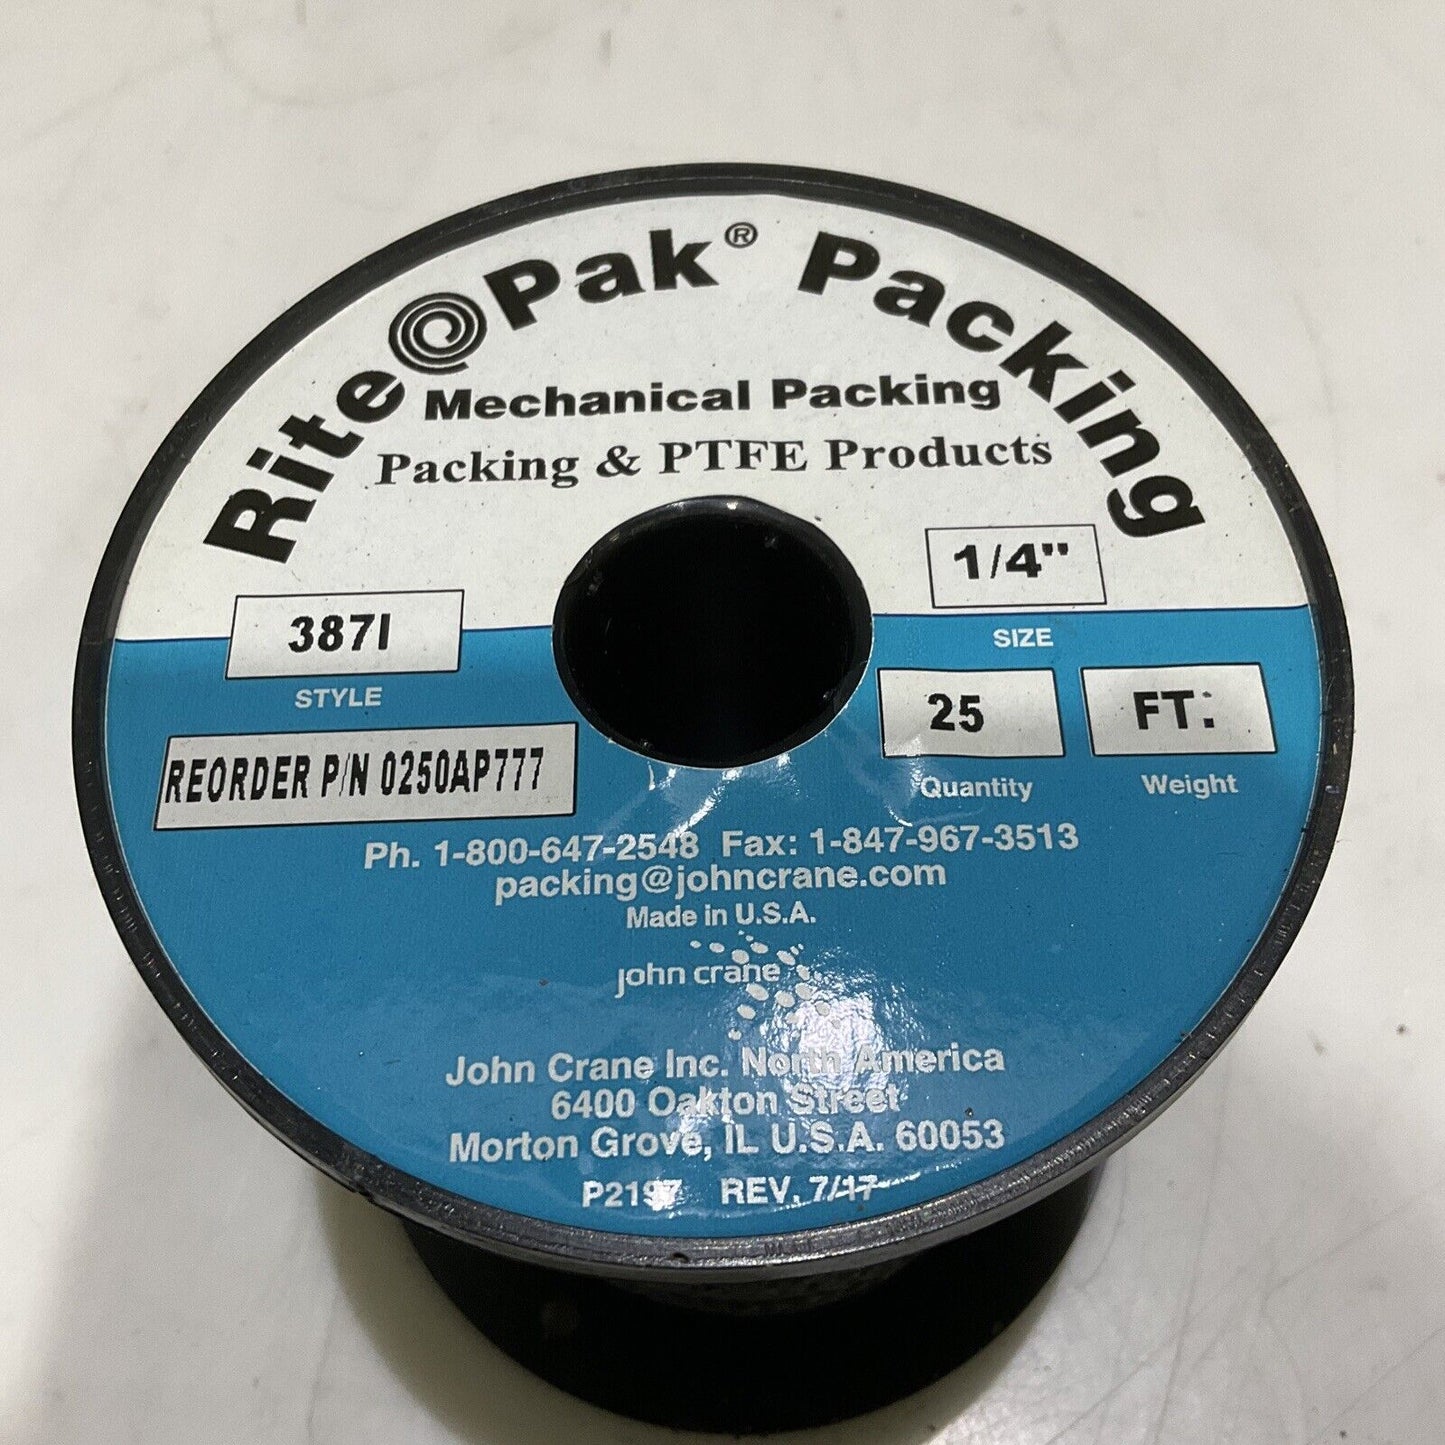 Rite Pak® Packing
Mechanical Packing
Packing & PTFE Products
1/4"
SIZE
387I
STYLE
25
Quantity
FT.
Weight
REORDER P/N 0250AP777
Ph. 1-800-647-2548 Fax: 1-847-967-3513
packing@johncrane.com
Made in U.S.A.
john crane
John Crane Inc. North America
6400 Oakton Street
Morton Grove, IL U.S.A. 60053
P2197 REV. 7/17